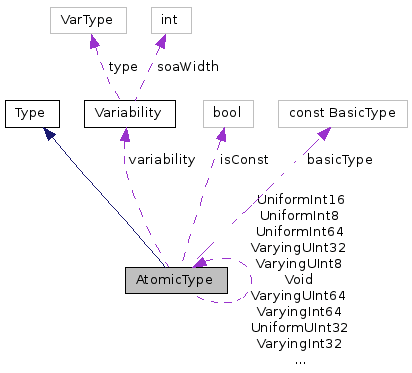 VarType
int
type
soaWidth
Type
Variability
bool
const BasicType
variability
isConst
basicType
UniformInt16
UniformInt8
UniformInt64
VaryingUInt32
VaryingUInt8
Void
VaryingUInt64
VaryingInt64
UniformUInt32
VaryingInt32
...
AtomicType